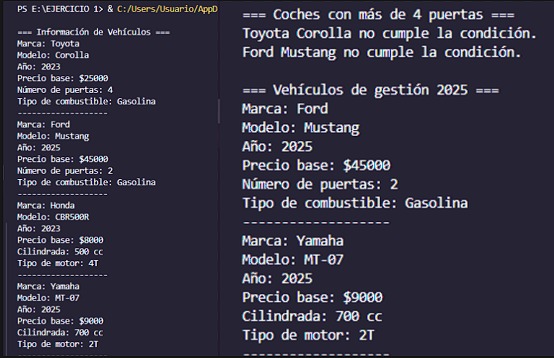 PS E:\EJERCICIO 1> & C:/Users/Usuario/AppD
=== Información de Vehículos ===
Marca: Toyota
Modelo: Corolla
Año: 2023
Precio base: $25000
Número de puertas: 4
Tipo de combustible: Gasolina
------------------
Marca: Ford
Modelo: Mustang
Año: 2025
Precio base: $45000
Número de puertas: 2
Tipo de combustible: Gasolina
------------------
Marca: Honda
Modelo: CBR500R
Año: 2023
Precio base: $8000
Cilindrada: 500 cc
Tipo de motor: 4T
------------------
Marca: Yamaha
Modelo: MT-07
Año: 2025
Precio base: $9000
Cilindrada: 700 cc
Tipo de motor: 2T
------------------
=== Coches con más de 4 puertas ===
Toyota Corolla no cumple la condición.
Ford Mustang no cumple la condición.
=== Vehículos de gestión 2025 ===
Marca: Ford
Modelo: Mustang
Año: 2025
Precio base: $45000
Número de puertas: 2
Tipo de combustible: Gasolina
------------------
Marca: Yamaha
Modelo: MT-07
Año: 2025
Precio base: $9000
Cilindrada: 700 cc
Tipo de motor: 2T
------------------